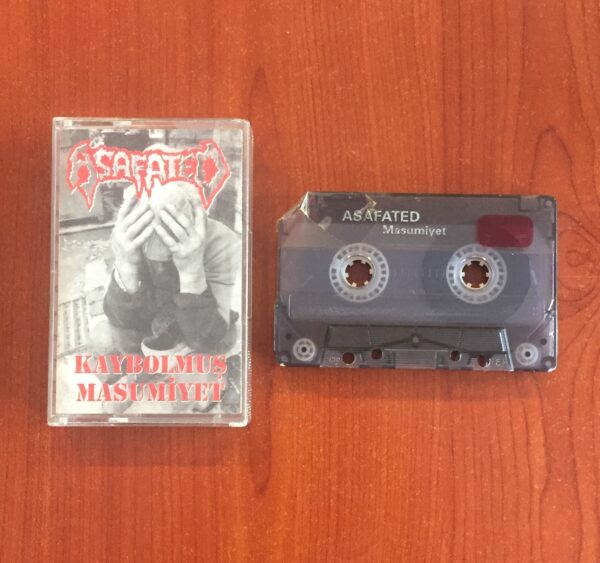 ASAFATED
KAYBOLMUŞ
MASUMİYET
ASAFATED
Masumiyet